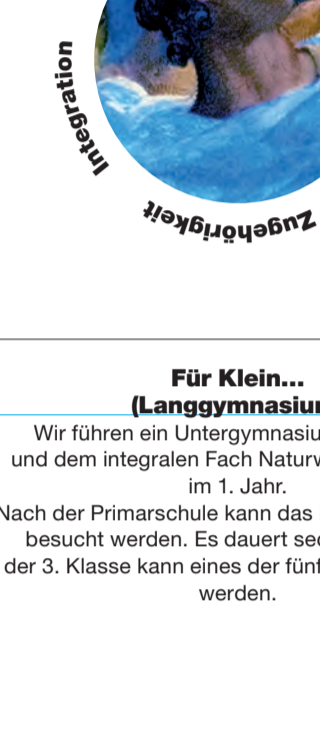 Integration
Zugehörigkeit
Für Klein...
(Langgymnasium
Wir führen ein Untergymnasiu
und dem integralen Fach Naturw
im 1. Jahr.
Nach der Primarschule kann das
besucht werden. Es dauert sec
der 3. Klasse kann eines der fünf
werden.